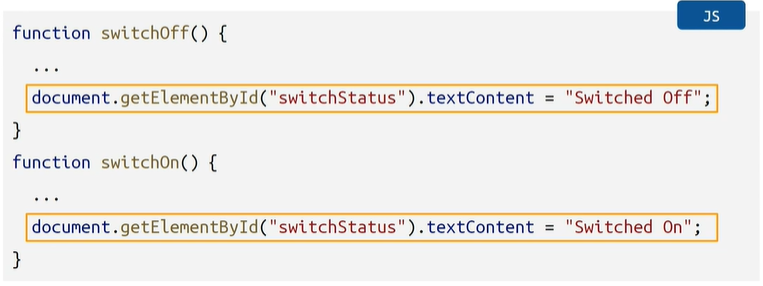 JS
function switchOff() {
...
document.getElementById("switchStatus").textContent = "Switched Off";
}
function switchOn() {
...
document.getElementById("switchStatus").textContent = "Switched On";
}